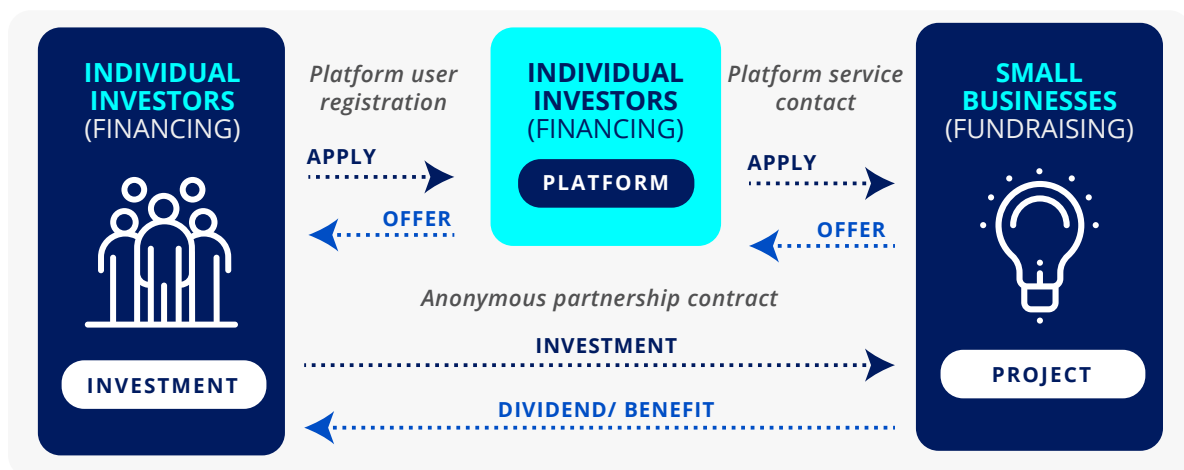 INDIVIDUAL
INVESTORS
(FINANCING)
INVESTMENT
Platform user
registration
APPLY
OFFER
INDIVIDUAL
INVESTORS
(FINANCING)
PLATFORM
Platform service
contact
APPLY
OFFER
Anonymous partnership contract
INVESTMENT
DIVIDEND/ BENEFIT
SMALL
BUSINESSES
(FUNDRAISING)
PROJECT